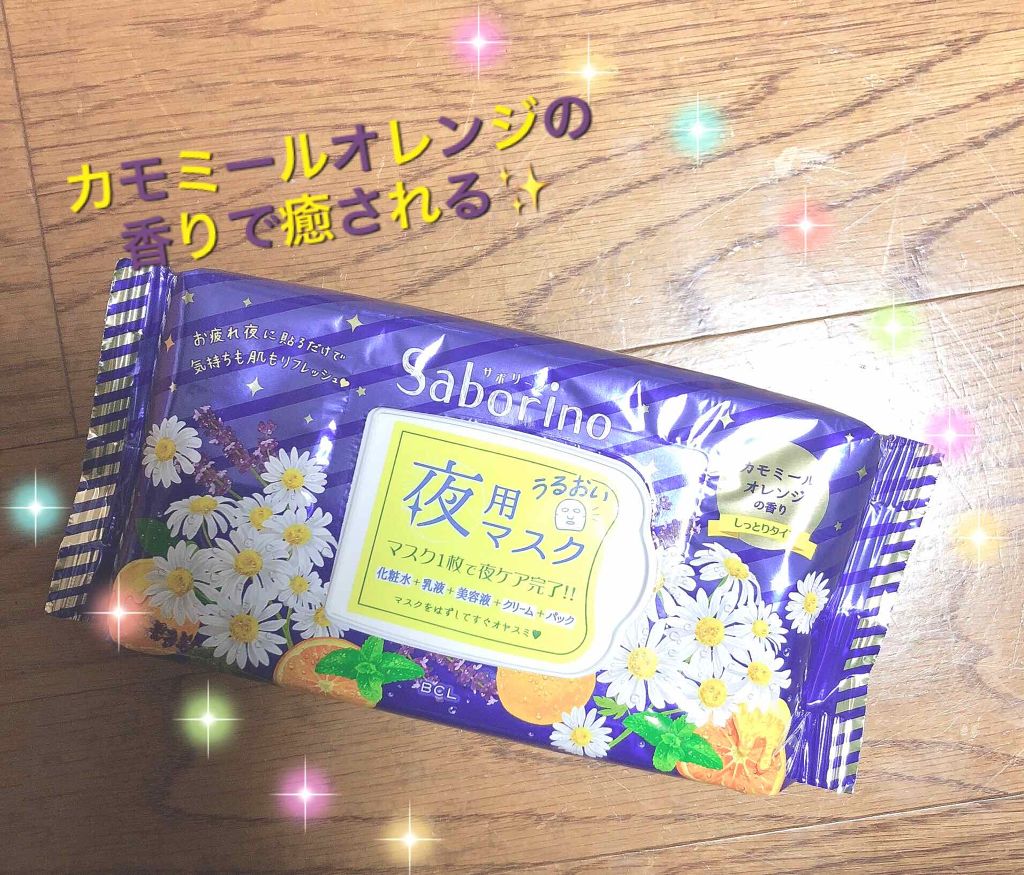 カモミールオレンジの
香りで癒される✨
お疲れ夜に貼るだけで
気持ちも肌もリフレッシュ♥
サボリーノ
Saborino
うるおい
夜用マスク
マスク1枚で夜ケア完了!!
化粧水+乳液+美容液+クリーム+パック
マスクをはずしてすぐオヤスミ♥
カモミール
オレンジ
の香り
しっとりタイプ
BCL